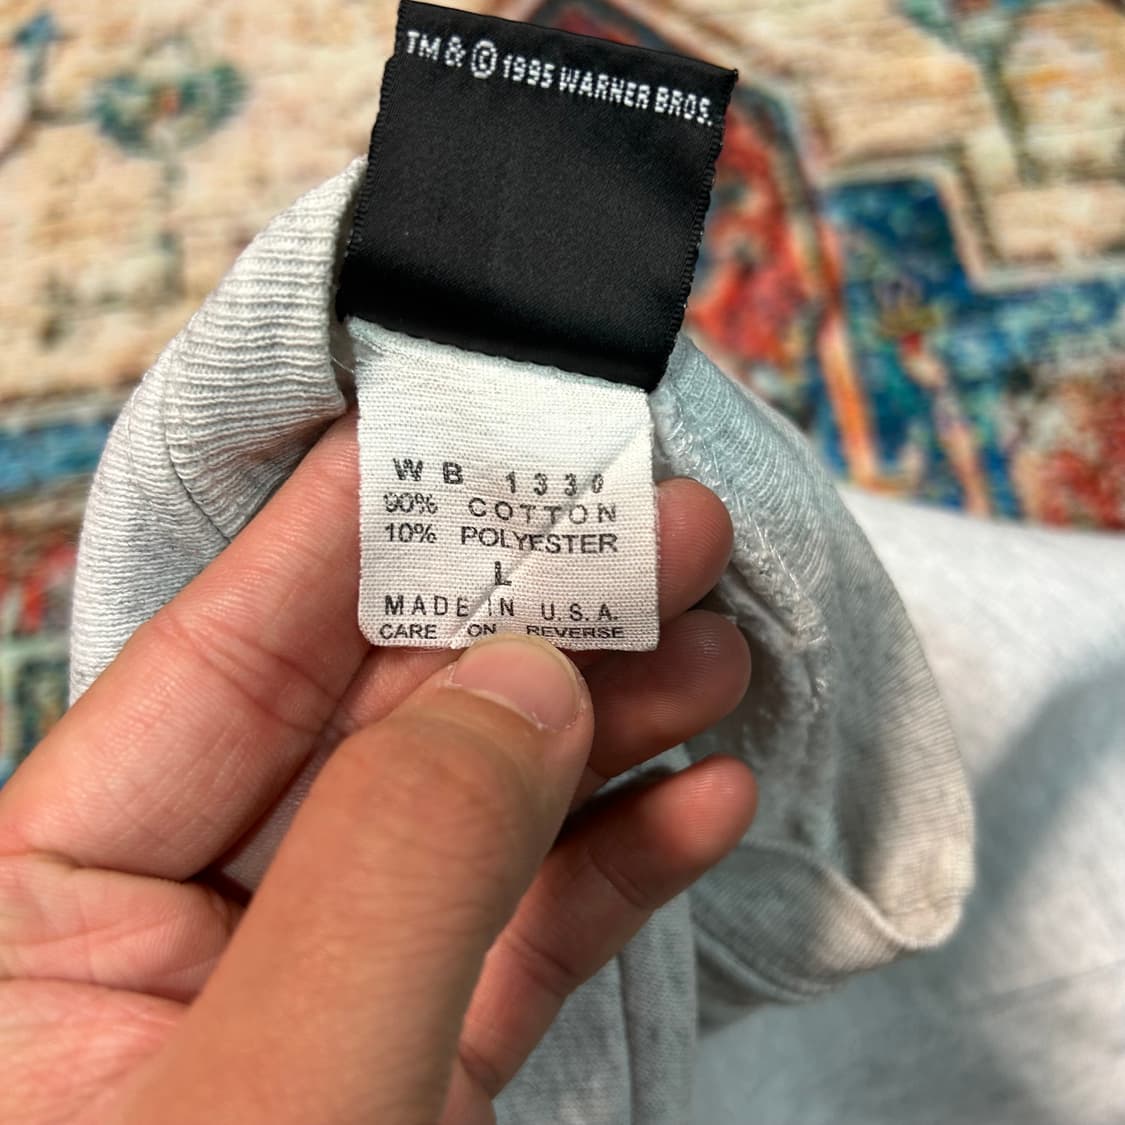 TM & © 1995 WARNER BROS.
WB 1330
90% COTTON
10% POLYESTER
L
MADE IN U.S.A.
CARE ON REVERSE